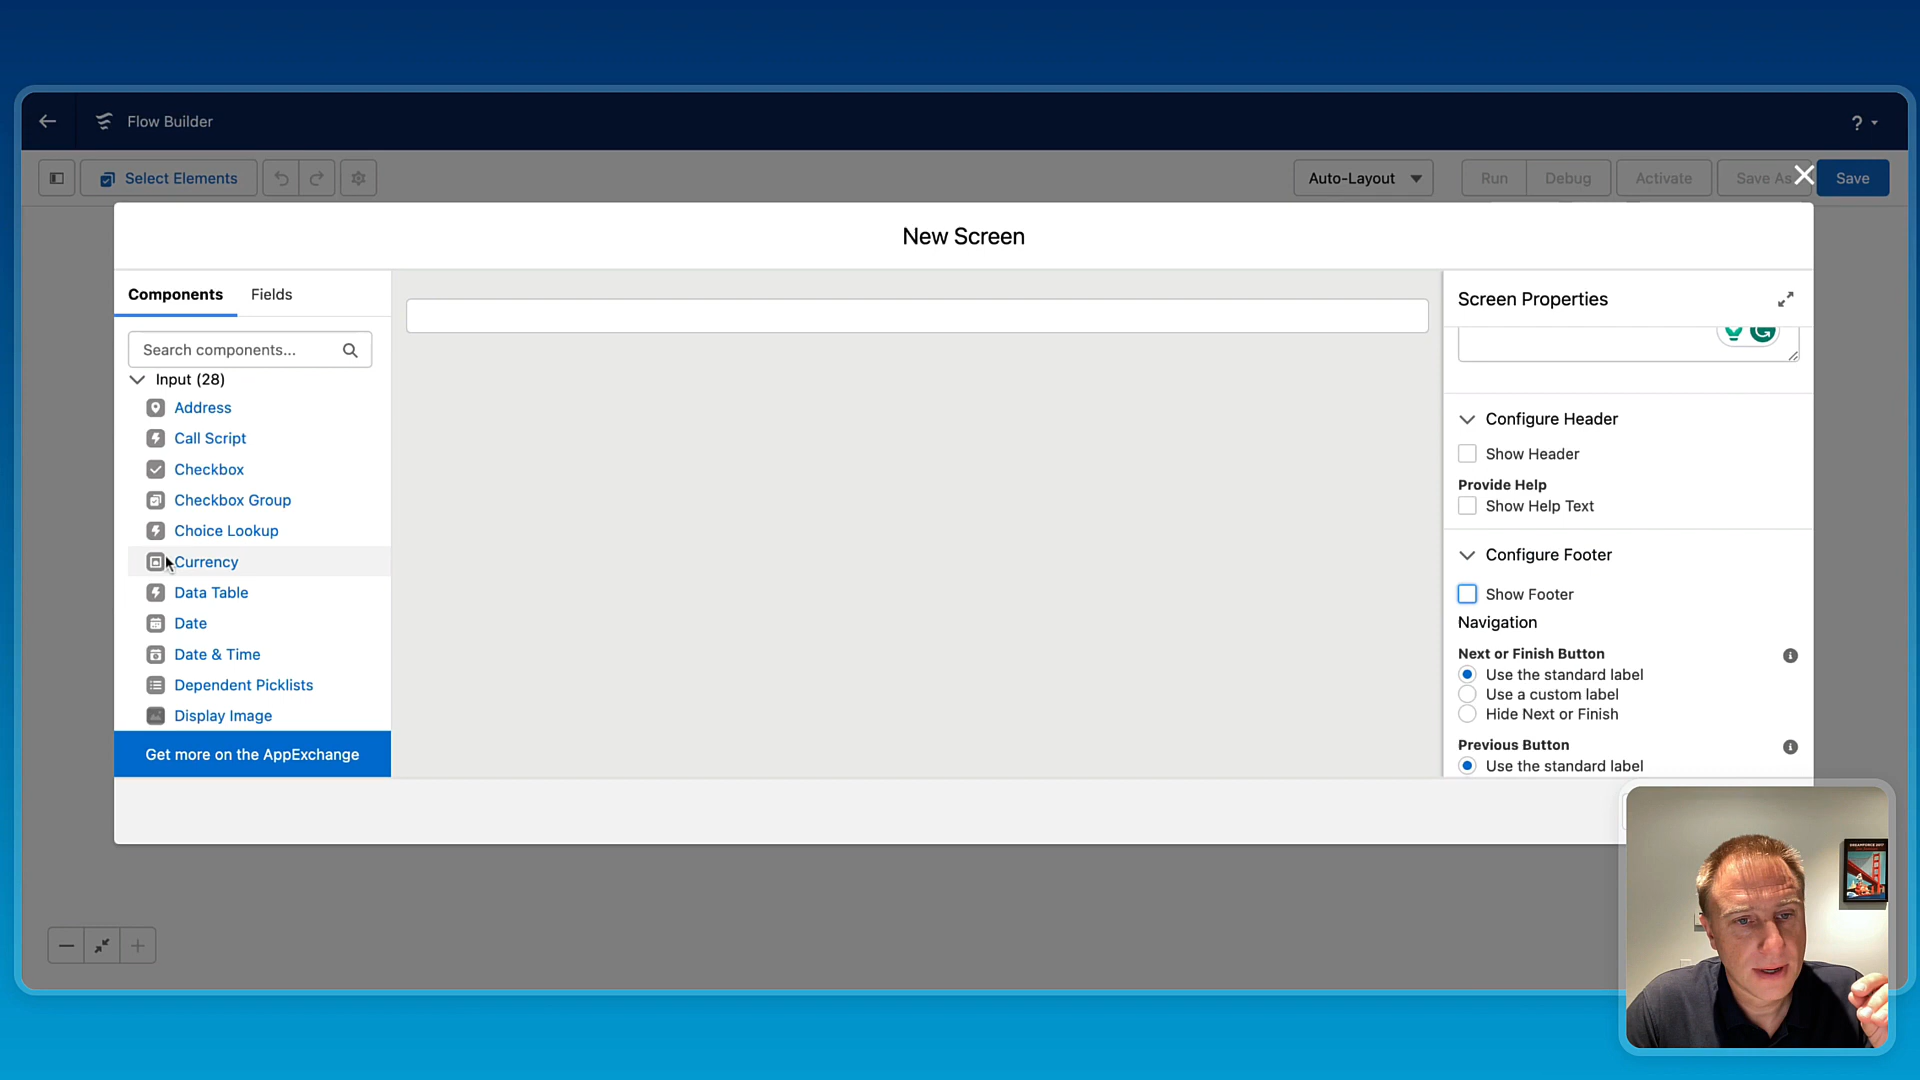 Flow Builder
?
Select Elements
Auto-Layout
Run
Debug
Activate
Save As
Save
New Screen
Components
Fields
Search components...
Input (28)
Address
Call Script
Checkbox
Checkbox Group
Choice Lookup
Currency
Data Table
Date
Date & Time
Dependent Picklists
Display Image
Get more on the AppExchange
Screen Properties
Configure Header
Show Header
Provide Help
Show Help Text
Configure Footer
Show Footer
Navigation
Next or Finish Button
Use the standard label
Use a custom label
Hide Next or Finish
Previous Button
Use the standard label
DREAMFORCE 2017